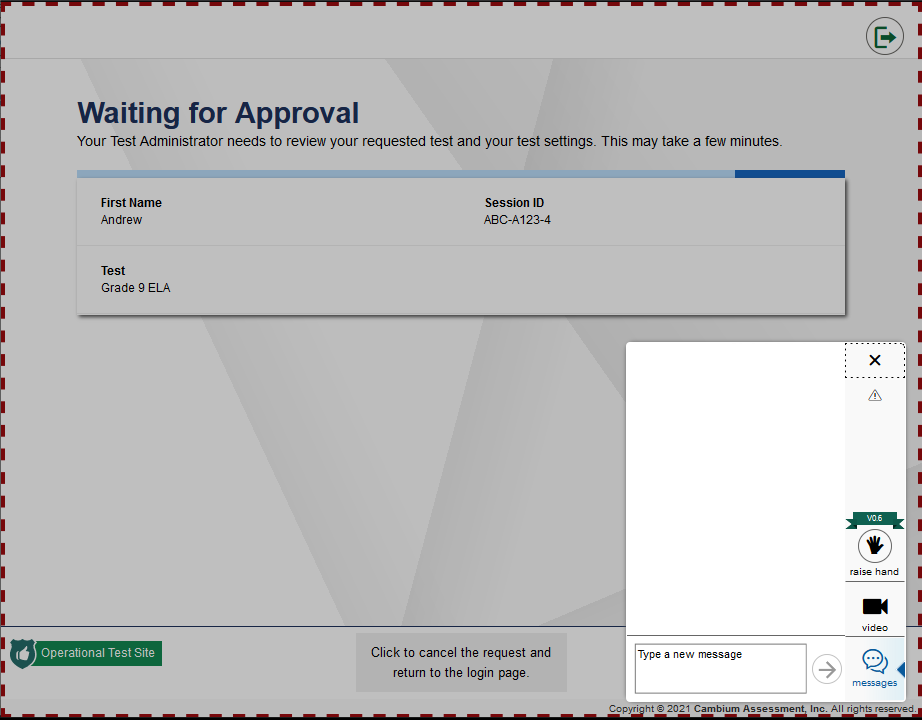 Waiting for Approval
Your Test Administrator needs to review your requested test and your test settings. This may take a few minutes.
First Name
Andrew
Session ID
ABC-A123-4
Test
Grade 9 ELA
V0.6
raise hand
video
messages
Type a new message
Operational Test Site
Click to cancel the request and
return to the login page.
Copyright © 2021 Cambium Assessment, Inc. All rights reserved.